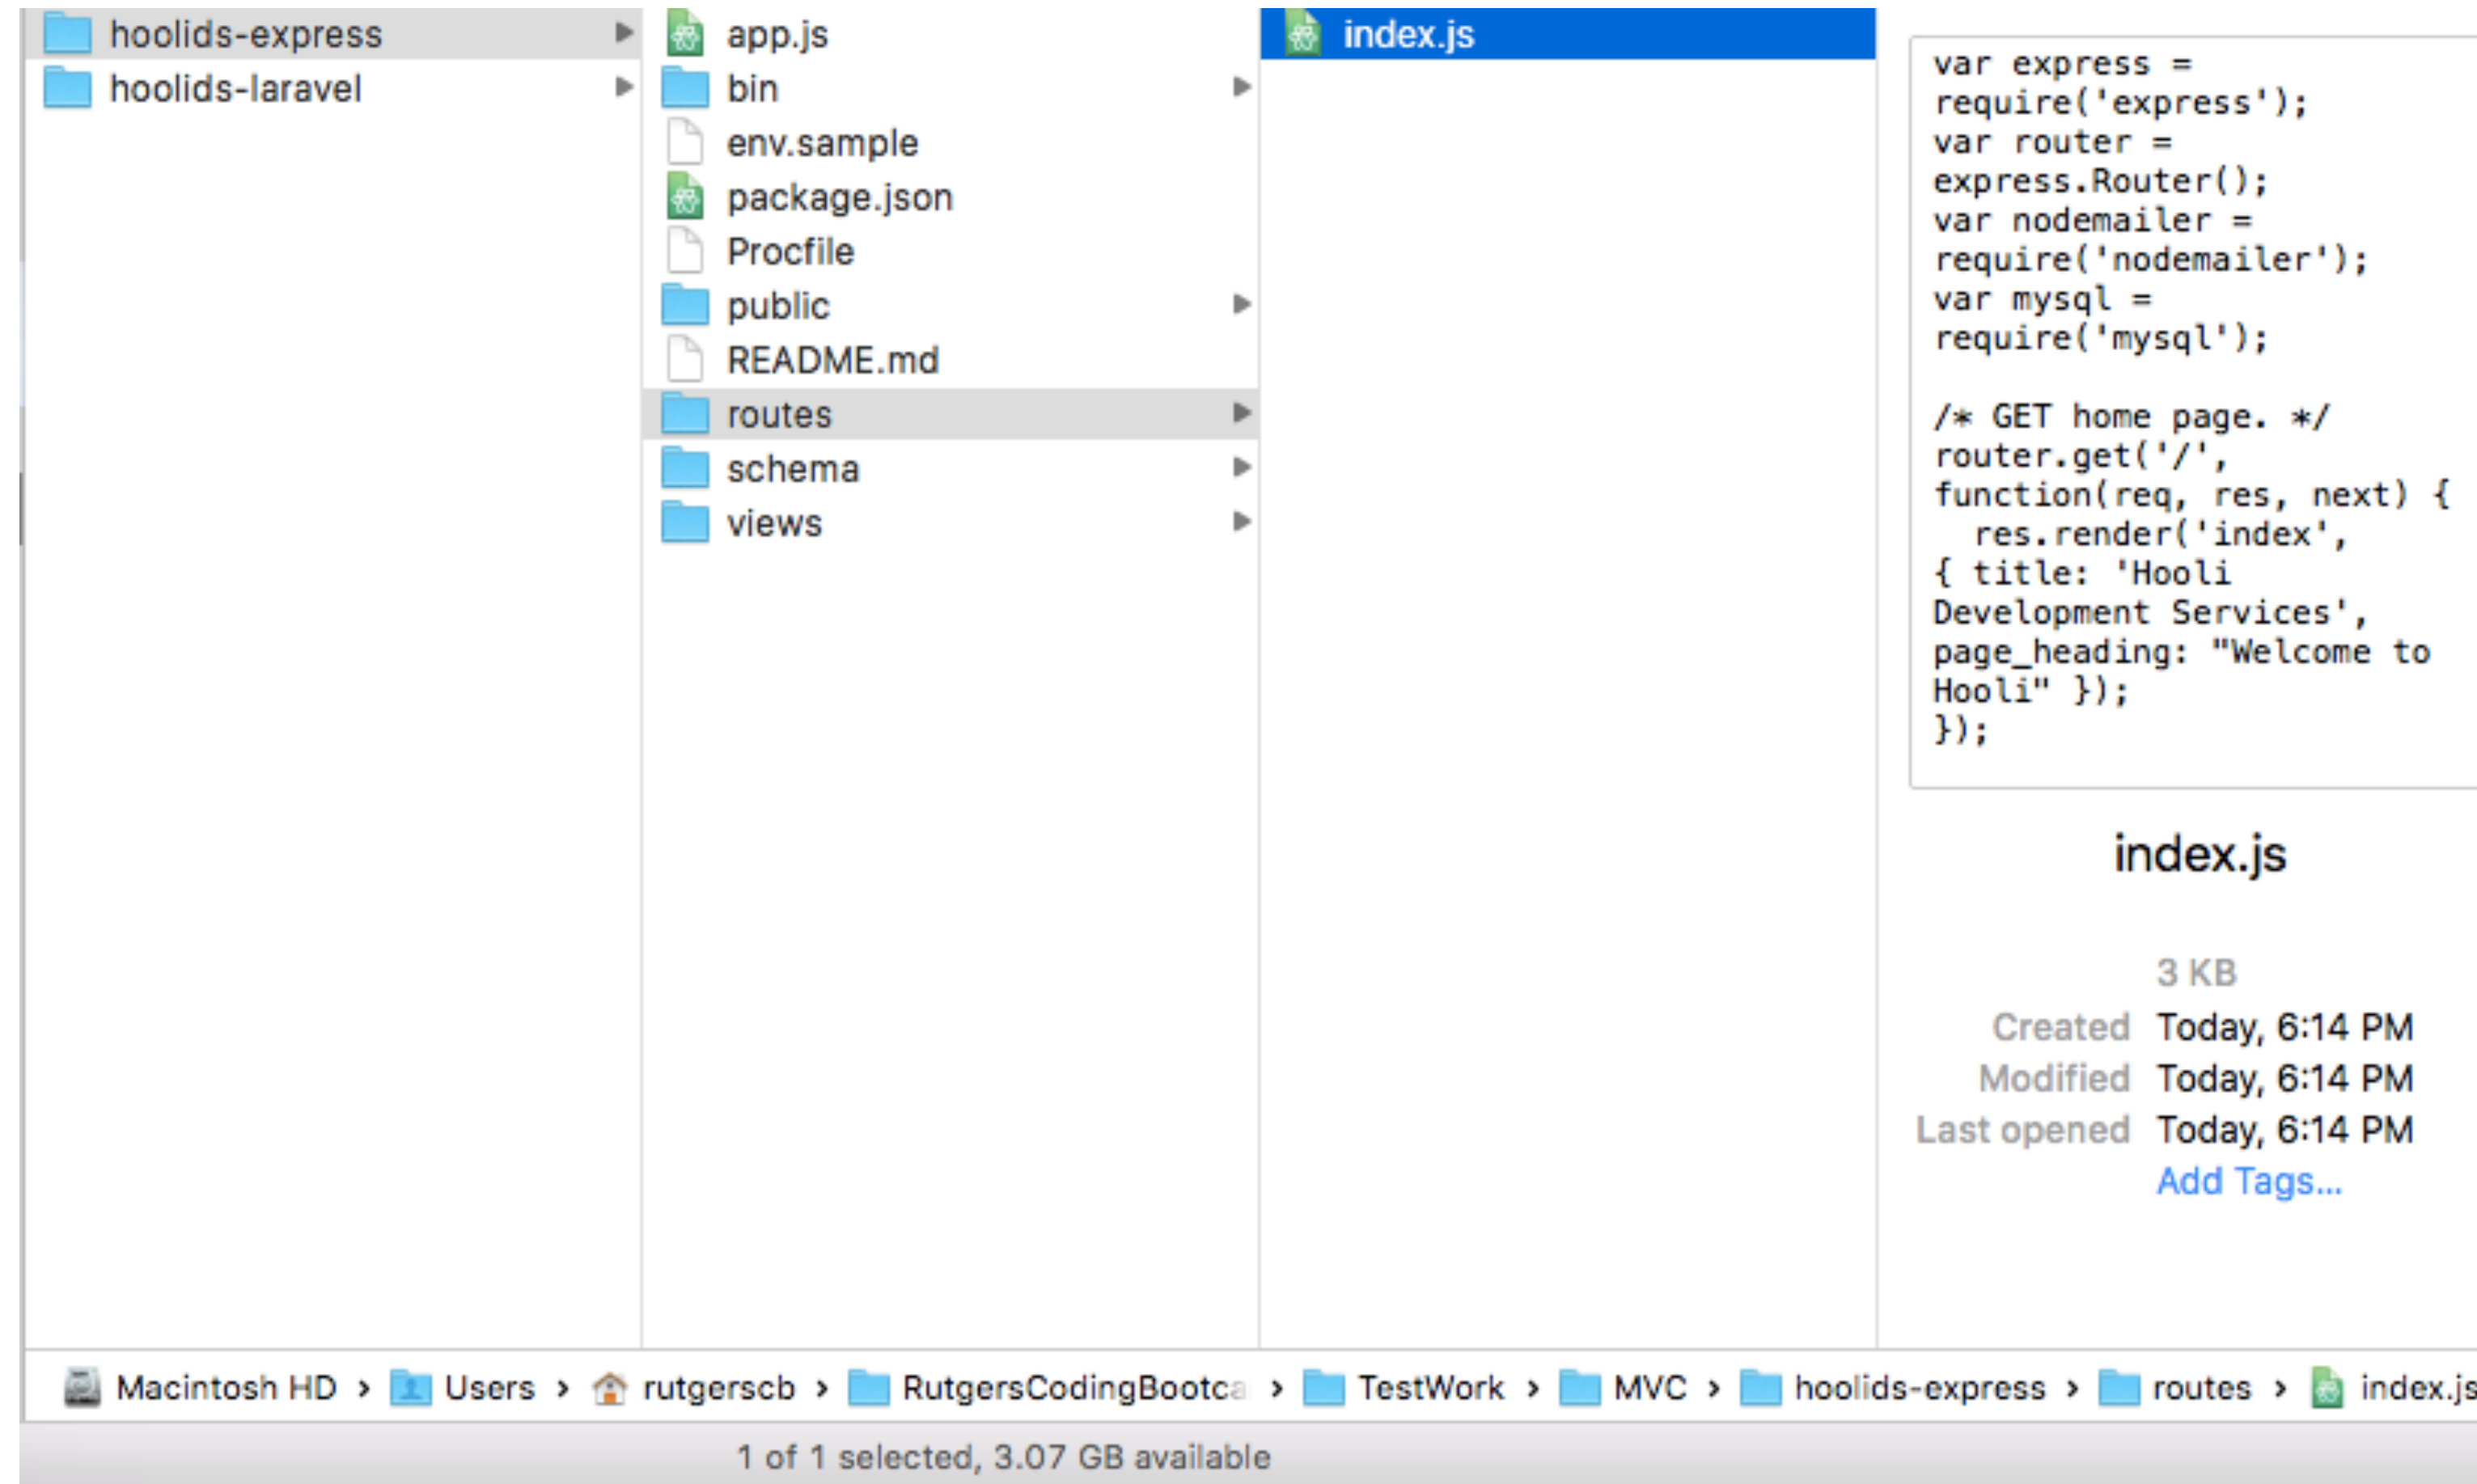 hoolids-express
hoolids-laravel
app.js
bin
env.sample
package.json
Procfile
public
README.md
routes
schema
views
index.js
var express =
require('express');
var router =
express.Router();
var nodemailer =
require('nodemailer');
var mysql =
require('mysql');
/* GET home page. */
router.get('/',
function(req, res, next) {
  res.render('index',
{ title: 'Hooli
Development Services',
page_heading: "Welcome to
Hooli" });
});
index.js
3 KB
Created Today, 6:14 PM
Modified Today, 6:14 PM
Last opened Today, 6:14 PM
Add Tags...
Macintosh HD › Users › rutgerscb › RutgersCodingBootca › TestWork › MVC › hoolids-express › routes › index.js
1 of 1 selected, 3.07 GB available